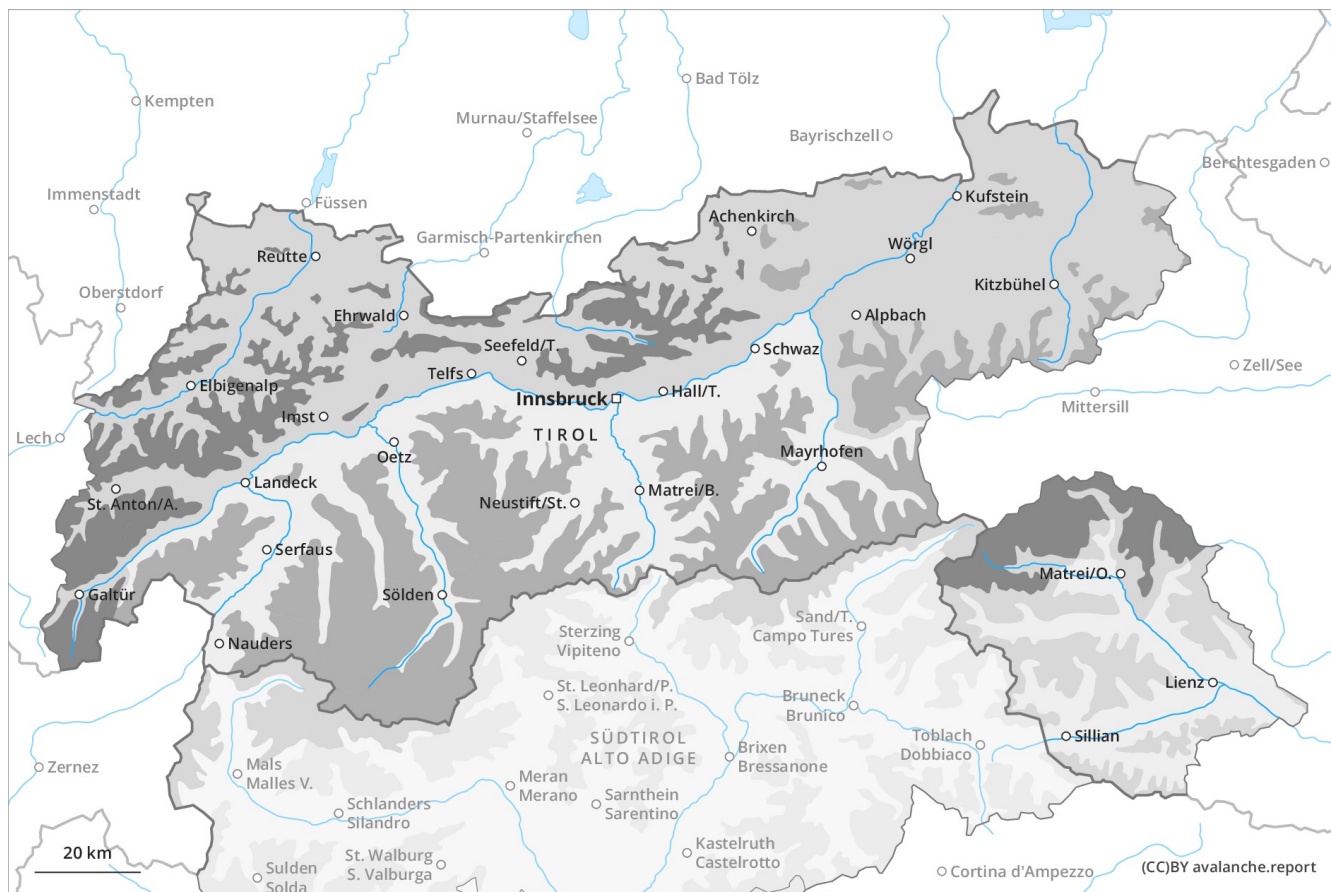 Bad Tölz
Kempten
Murnau/Staffelsee
Bayrischzell
Berchtesgaden
Immenstadt
Füssen
Kufstein
Achenkirch
Garmisch-Partenkirchen
Wörgl
Reutte
Kitzbühel
Oberstdorf
Ehrwald
Alpbach
Seefeld/T.
Schwaz
Zell/See
Telfs
Elbigenalp
Hall/T.
Innsbruck
Mittersill
Imst
Lech
TIROL
Oetz
Mayrhofen
Landeck
Matrei/B.
St. Anton/A.
Neustift/St.
Serfaus
Matrei/O.
Galtür
Sölden
Sand/T.
Campo Tures
Sterzing
Vipiteno
Nauders
Lienz
St. Leonhard/P.
S. Leonardo i. P.
Bruneck
Brunico
Sillian
Toblach
Dobbiaco
SÜDTIROL
ALTO ADIGE
Brixen
Bressanone
Zernez
Mals
Malles V.
Meran
Merano
Sarnthein
Sarentino
Schlanders
Silandro
Kastelruth
Castelrotto
20 km
St. Walburg
S. Valburga
Sulden
Solda
Cortina d'Ampezzo
(CC)BY avalanche.report